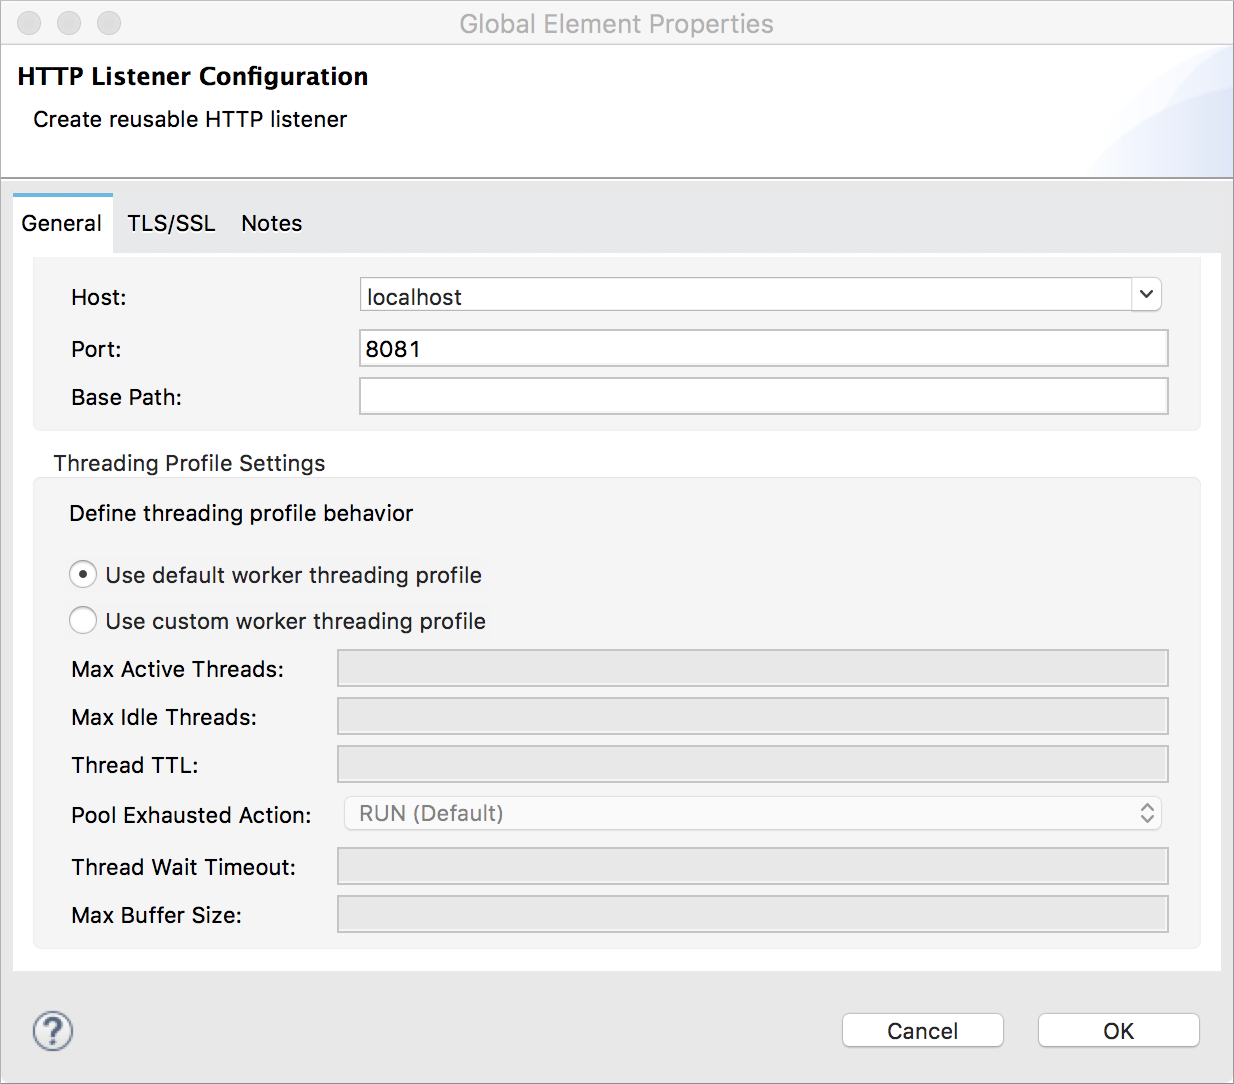 Global Element Properties
HTTP Listener Configuration
Create reusable HTTP listener
General TLS/SSL Notes
Host: localhost
Port: 8081
Base Path:
Threading Profile Settings
Define threading profile behavior
Use default worker threading profile
Use custom worker threading profile
Max Active Threads:
Max Idle Threads:
Thread TTL:
Pool Exhausted Action: RUN (Default)
Thread Wait Timeout:
Max Buffer Size:
? Cancel OK